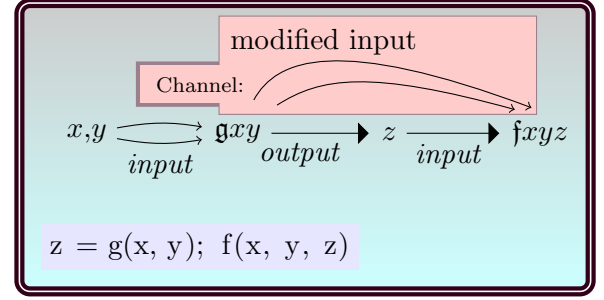 modified input
Channel:
x,y 𝔤xy z 𝔣xyz
input output input
z = g(x, y); f(x, y, z)